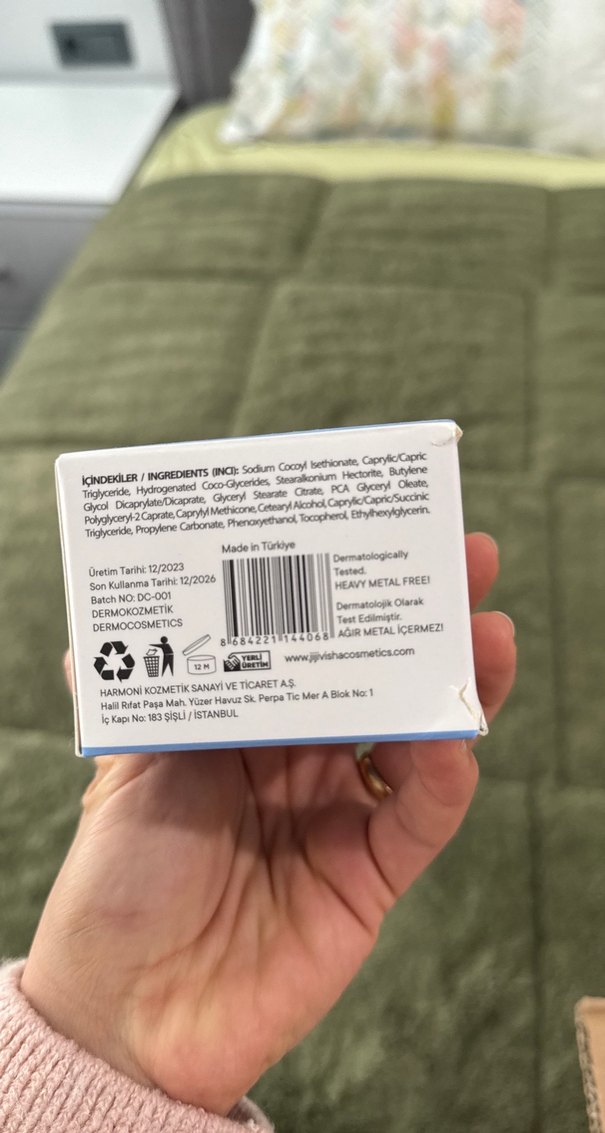 İÇİNDEKİLER / INGREDIENTS (INCI): Sodium Cocoyl Isethionate, Caprylic/Capric
Triglyceride, Hydrogenated Coco-Glycerides, Stearalkonium Hectorite, Butylene
Glycol Dicaprylate/Dicaprate, Glyceryl Stearate Citrate, PCA Glyceryl Oleate,
Polyglyceryl-2 Caprate, Caprylyl Methicone, Cetearyl Alcohol, Caprylic/Capric/Succinic
Triglyceride, Propylene Carbonate, Phenoxyethanol, Tocopherol, Ethylhexylglycerin.
Made in Türkiye
Üretim Tarihi: 12/2023
Son Kullanma Tarihi: 12/2026
Batch NO: DC-001
DERMOKOZMETİK
DERMOCOSMETICS
8 684221 144068
Dermatologically
Tested.
HEAVY METAL FREE!
Dermatolojik Olarak
Test Edilmiştir.
AĞIR METAL İÇERMEZ!
12 M
YERLİ
ÜRETİM
www.jijivishacosmetics.com
HARMONİ KOZMETİK SANAYİ VE TİCARET A.Ş.
Halil Rıfat Paşa Mah. Yüzer Havuz Sk. Perpa Tic Mer A Blok No: 1
İç Kapı No: 183 ŞİŞLİ / İSTANBUL